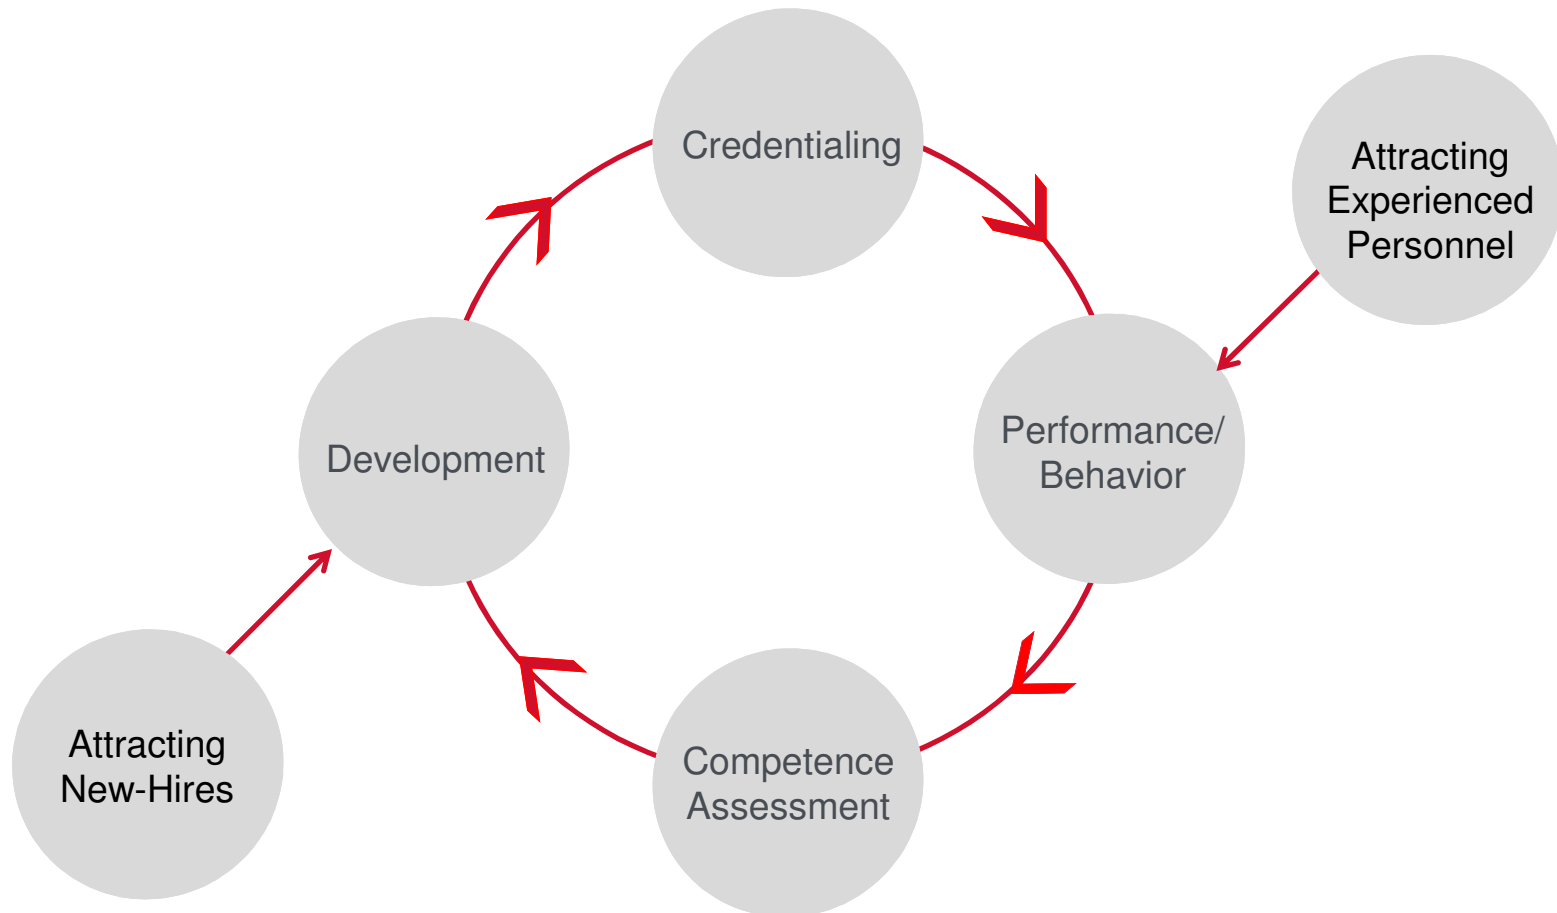 Credentialing
Attracting
Experienced
Personnel
Performance/
Behavior
Development
Competence
Assessment
Attracting
New-Hires